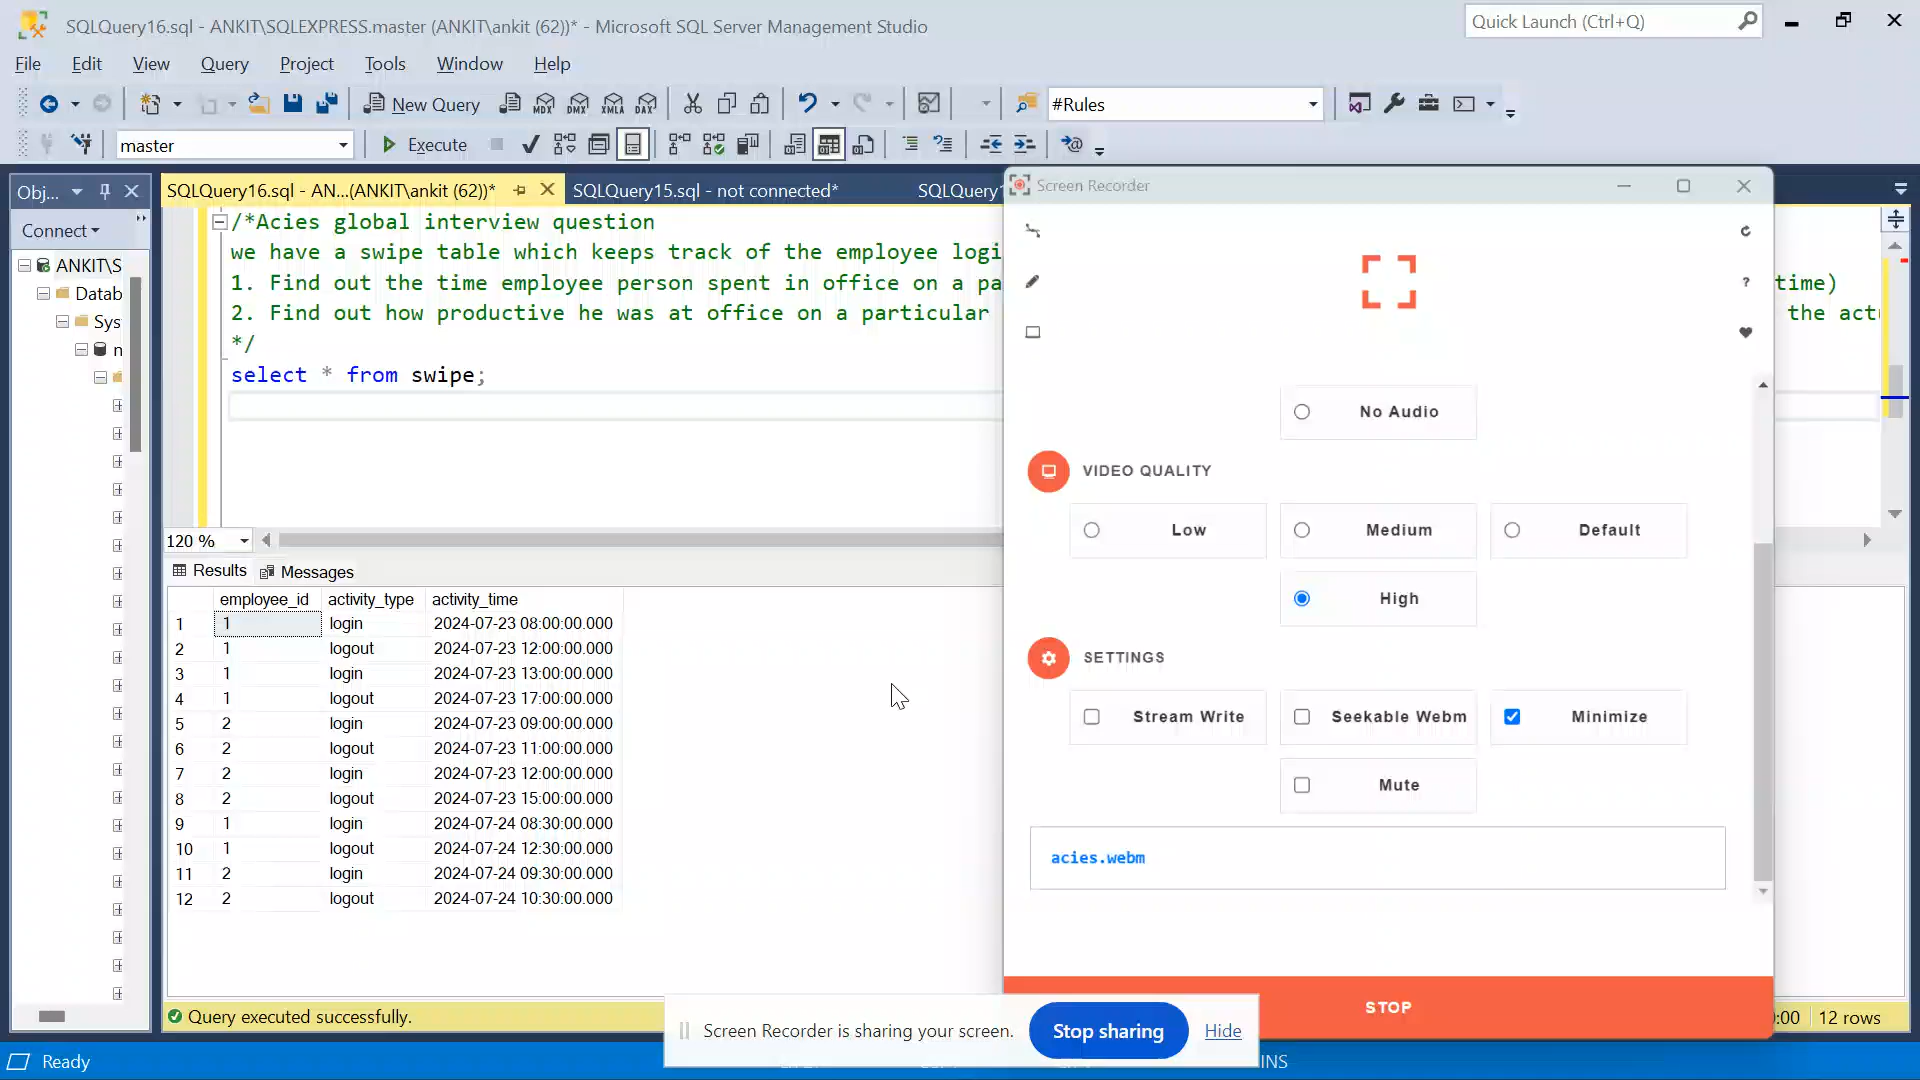 SQLQuery16.sql - ANKIT\SQLEXPRESS.master (ANKIT\ankit (62))* - Microsoft SQL Server Management Studio
Quick Launch (Ctrl+Q)
File Edit View Query Project Tools Window Help
New Query MDX DMX XMLA DAX #Rules
master Execute
Obj... SQLQuery16.sql - AN...(ANKIT\ankit (62))* SQLQuery15.sql - not connected* SQLQuery1
Connect
ANKIT\S
Datab
Sys
/*Acies global interview question
we have a swipe table which keeps track of the employee logi
1. Find out the time employee person spent in office on a pa time)
2. Find out how productive he was at office on a particular the actu
*/
select * from swipe;
120 %
Results Messages
employee_id activity_type activity_time
1 1 login 2024-07-23 08:00:00.000
2 1 logout 2024-07-23 12:00:00.000
3 1 login 2024-07-23 13:00:00.000
4 1 logout 2024-07-23 17:00:00.000
5 2 login 2024-07-23 09:00:00.000
6 2 logout 2024-07-23 11:00:00.000
7 2 login 2024-07-23 12:00:00.000
8 2 logout 2024-07-23 15:00:00.000
9 1 login 2024-07-24 08:30:00.000
10 1 logout 2024-07-24 12:30:00.000
11 2 login 2024-07-24 09:30:00.000
12 2 logout 2024-07-24 10:30:00.000
Screen Recorder
No Audio
VIDEO QUALITY
Low Medium Default
High
SETTINGS
Stream Write Seekable Webm Minimize
Mute
acies.webm
STOP
Query executed successfully.
:00 12 rows
Screen Recorder is sharing your screen. Stop sharing Hide
Ready
INS